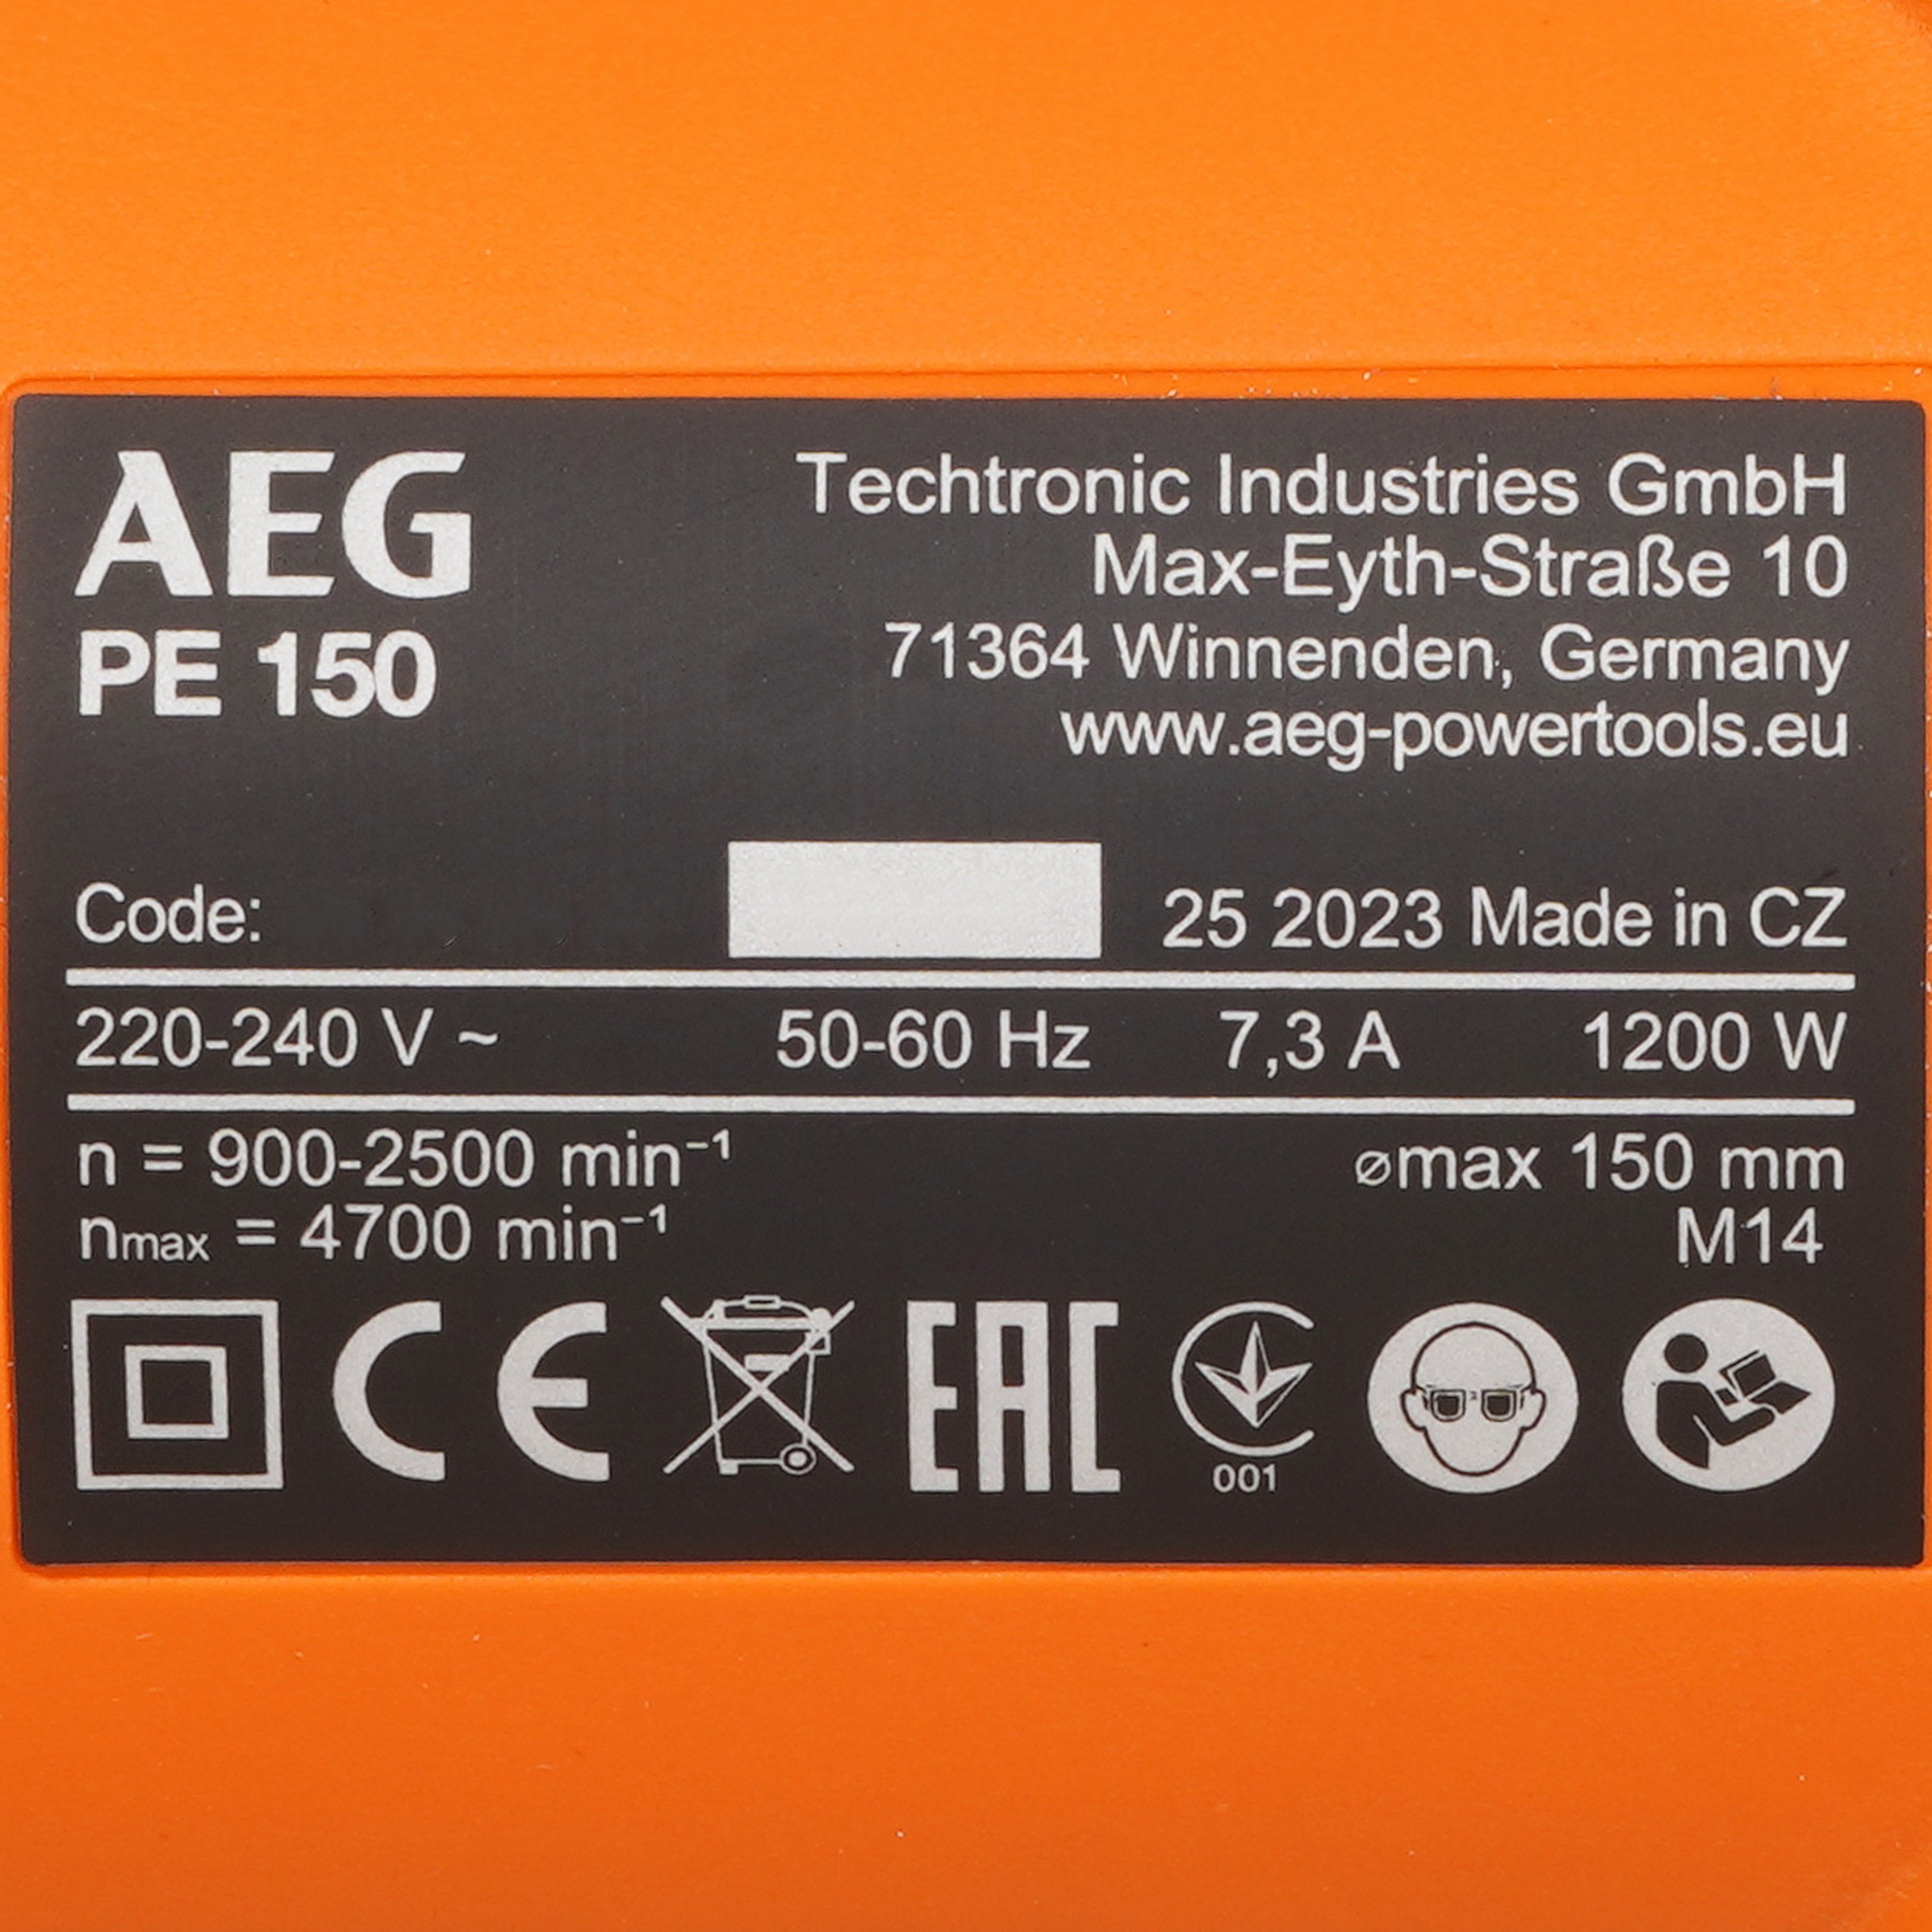 AEG
PE 150
Techtronic Industries GmbH
Max-Eyth-Straße 10
71364 Winnenden, Germany
www.aeg-powertools.eu
Code: 25 2023 Made in CZ
220-240 V ~ 50-60 Hz 7,3 A 1200 W
n = 900-2500 min⁻¹ ⌀max 150 mm
nmax = 4700 min⁻¹ M14
CE EAC
001